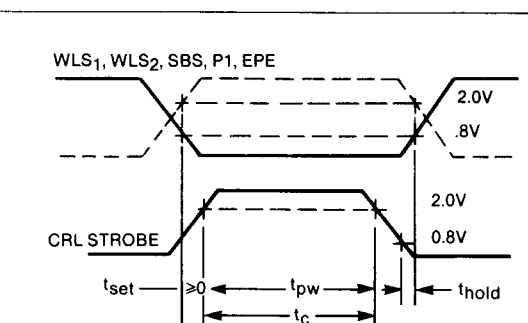 WLS1, WLS2, SBS, P1, EPE
2.0V
.8V
2.0V
CRL STROBE
0.8V
tset
≥0
tpw
thold
tc